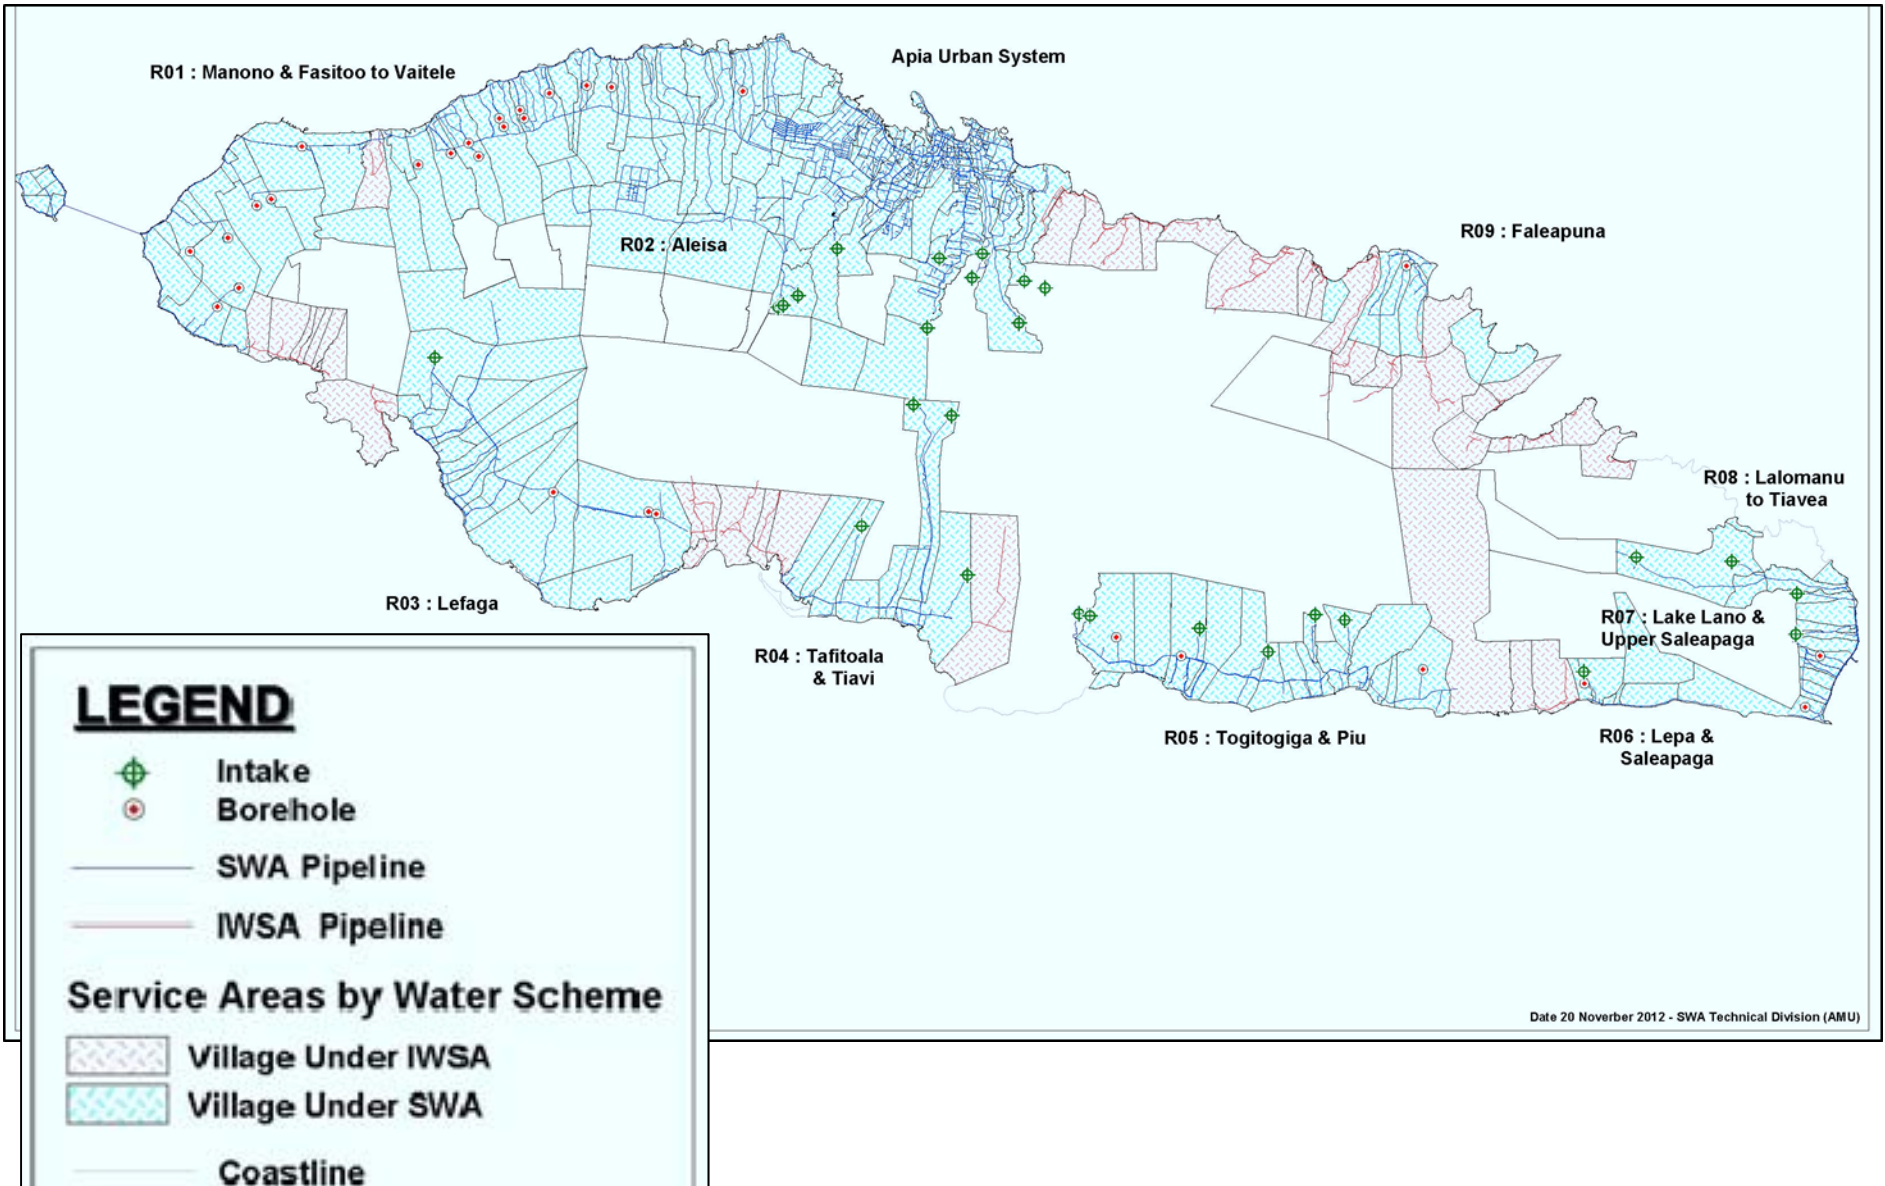 R01 : Manono & Fasitoo to Vaitele
Apia Urban System
R09 : Faleapuna
R02 : Aleisa
R08 : Lalomanu
to Tiavea
R03 : Lefaga
R07 : Lake Lano &
Upper Saleapaga
R04 : Tafitoala
& Tiavi
R05 : Togitogiga & Piu
R06 : Lepa &
Saleapaga
LEGEND
Intake
Borehole
SWA Pipeline
IWSA Pipeline
Service Areas by Water Scheme
Village Under IWSA
Village Under SWA
Coastline
Date 20 Noverber 2012 - SWA Technical Division (AMU)